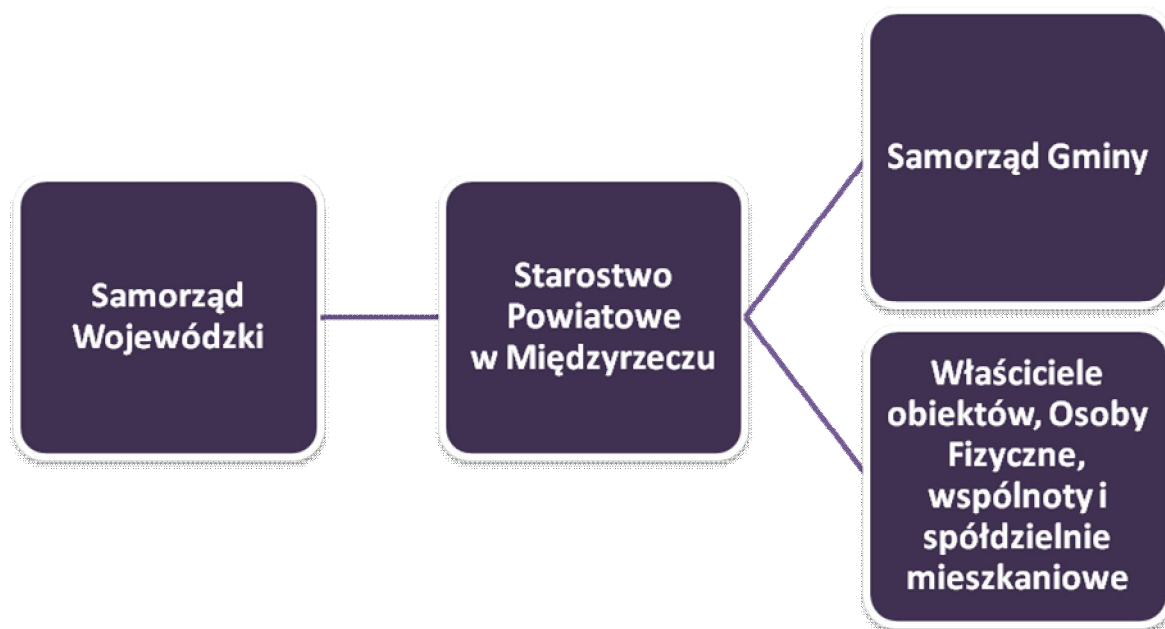 Samorząd
Wojewódzki
Starostwo
Powiatowe
w Międzyrzeczu
Samorząd Gminy
Właściciele
obiektów, Osoby
Fizyczne,
wspólnoty i
spółdzielnie
mieszkaniowe